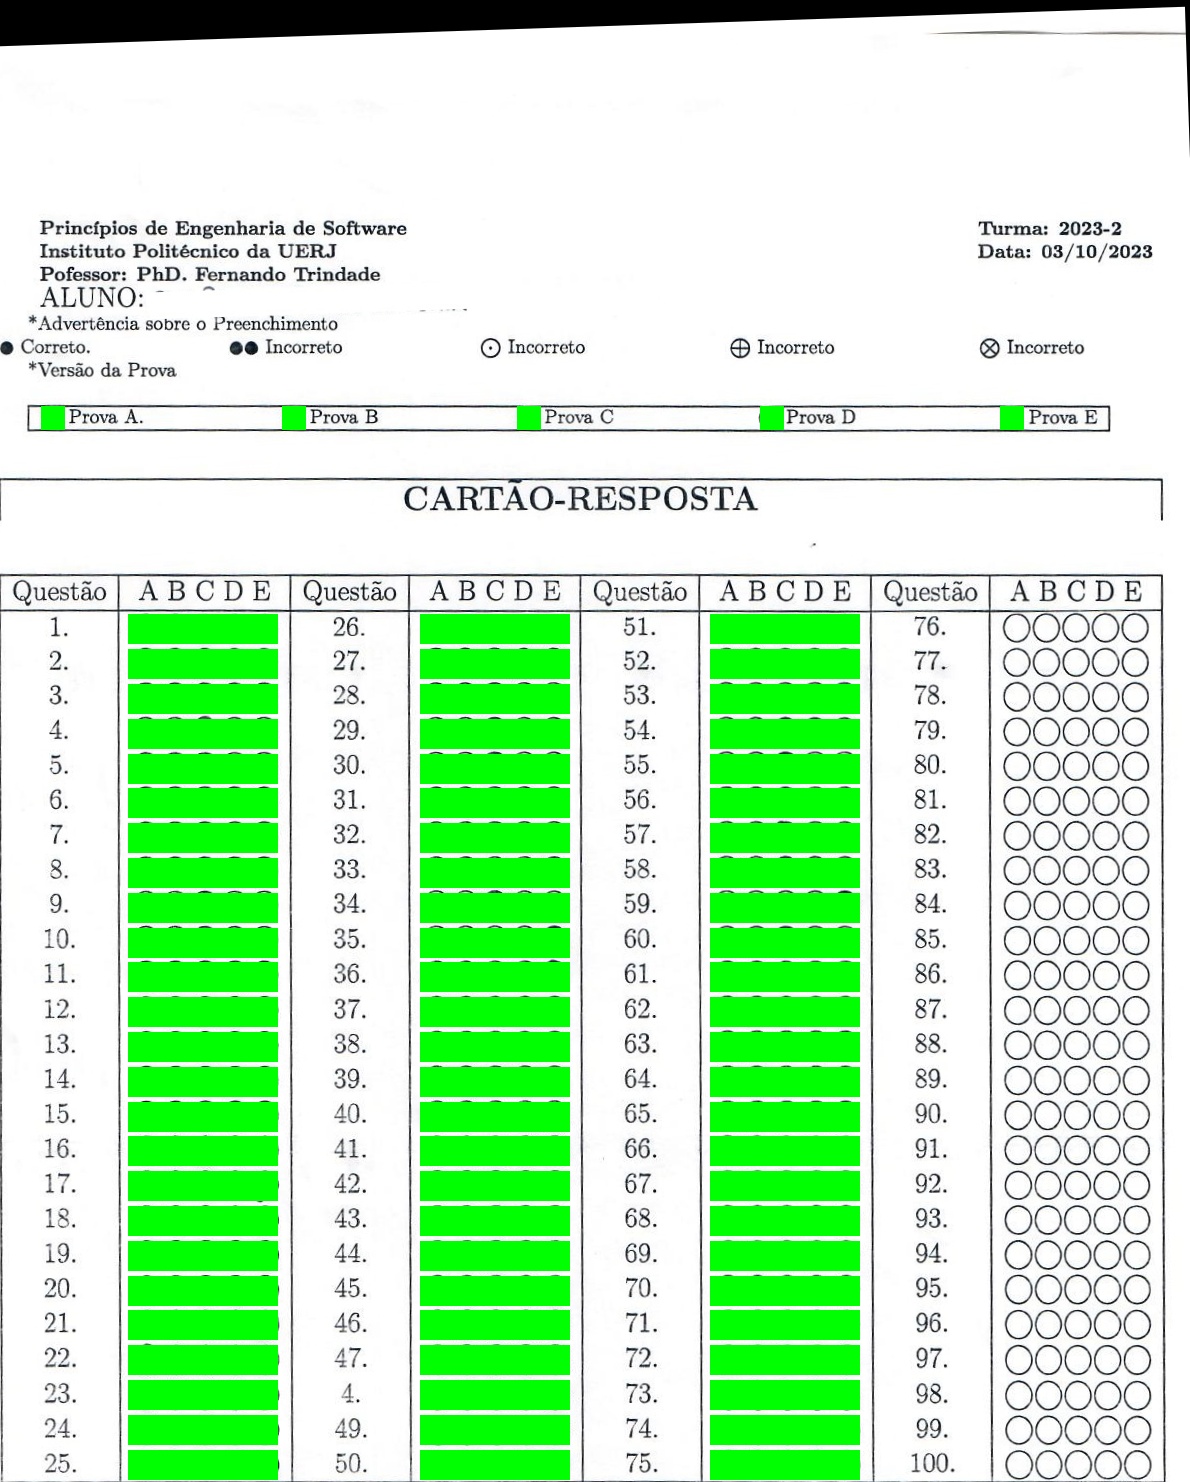 Princípios de Engenharia de Software
Turma: 2023-2
Instituto Politécnico da UERJ
Data: 03/10/2023
Pofessor: PhD. Fernando Trindade
ALUNO:
*Advertência sobre o Preenchimento
Correto. Incorreto Incorreto Incorreto Incorreto
*Versão da Prova
Prova A. Prova B Prova C Prova D Prova E
CARTÃO-RESPOSTA
Questão A B C D E Questão A B C D E Questão A B C D E Questão A B C D E
1. 26. 51. 76.
2. 27. 52. 77.
3. 28. 53. 78.
4. 29. 54. 79.
5. 30. 55. 80.
6. 31. 56. 81.
7. 32. 57. 82.
8. 33. 58. 83.
9. 34. 59. 84.
10. 35. 60. 85.
11. 36. 61. 86.
12. 37. 62. 87.
13. 38. 63. 88.
14. 39. 64. 89.
15. 40. 65. 90.
16. 41. 66. 91.
17. 42. 67. 92.
18. 43. 68. 93.
19. 44. 69. 94.
20. 45. 70. 95.
21. 46. 71. 96.
22. 47. 72. 97.
23. 4. 73. 98.
24. 49. 74. 99.
25. 50. 75. 100.